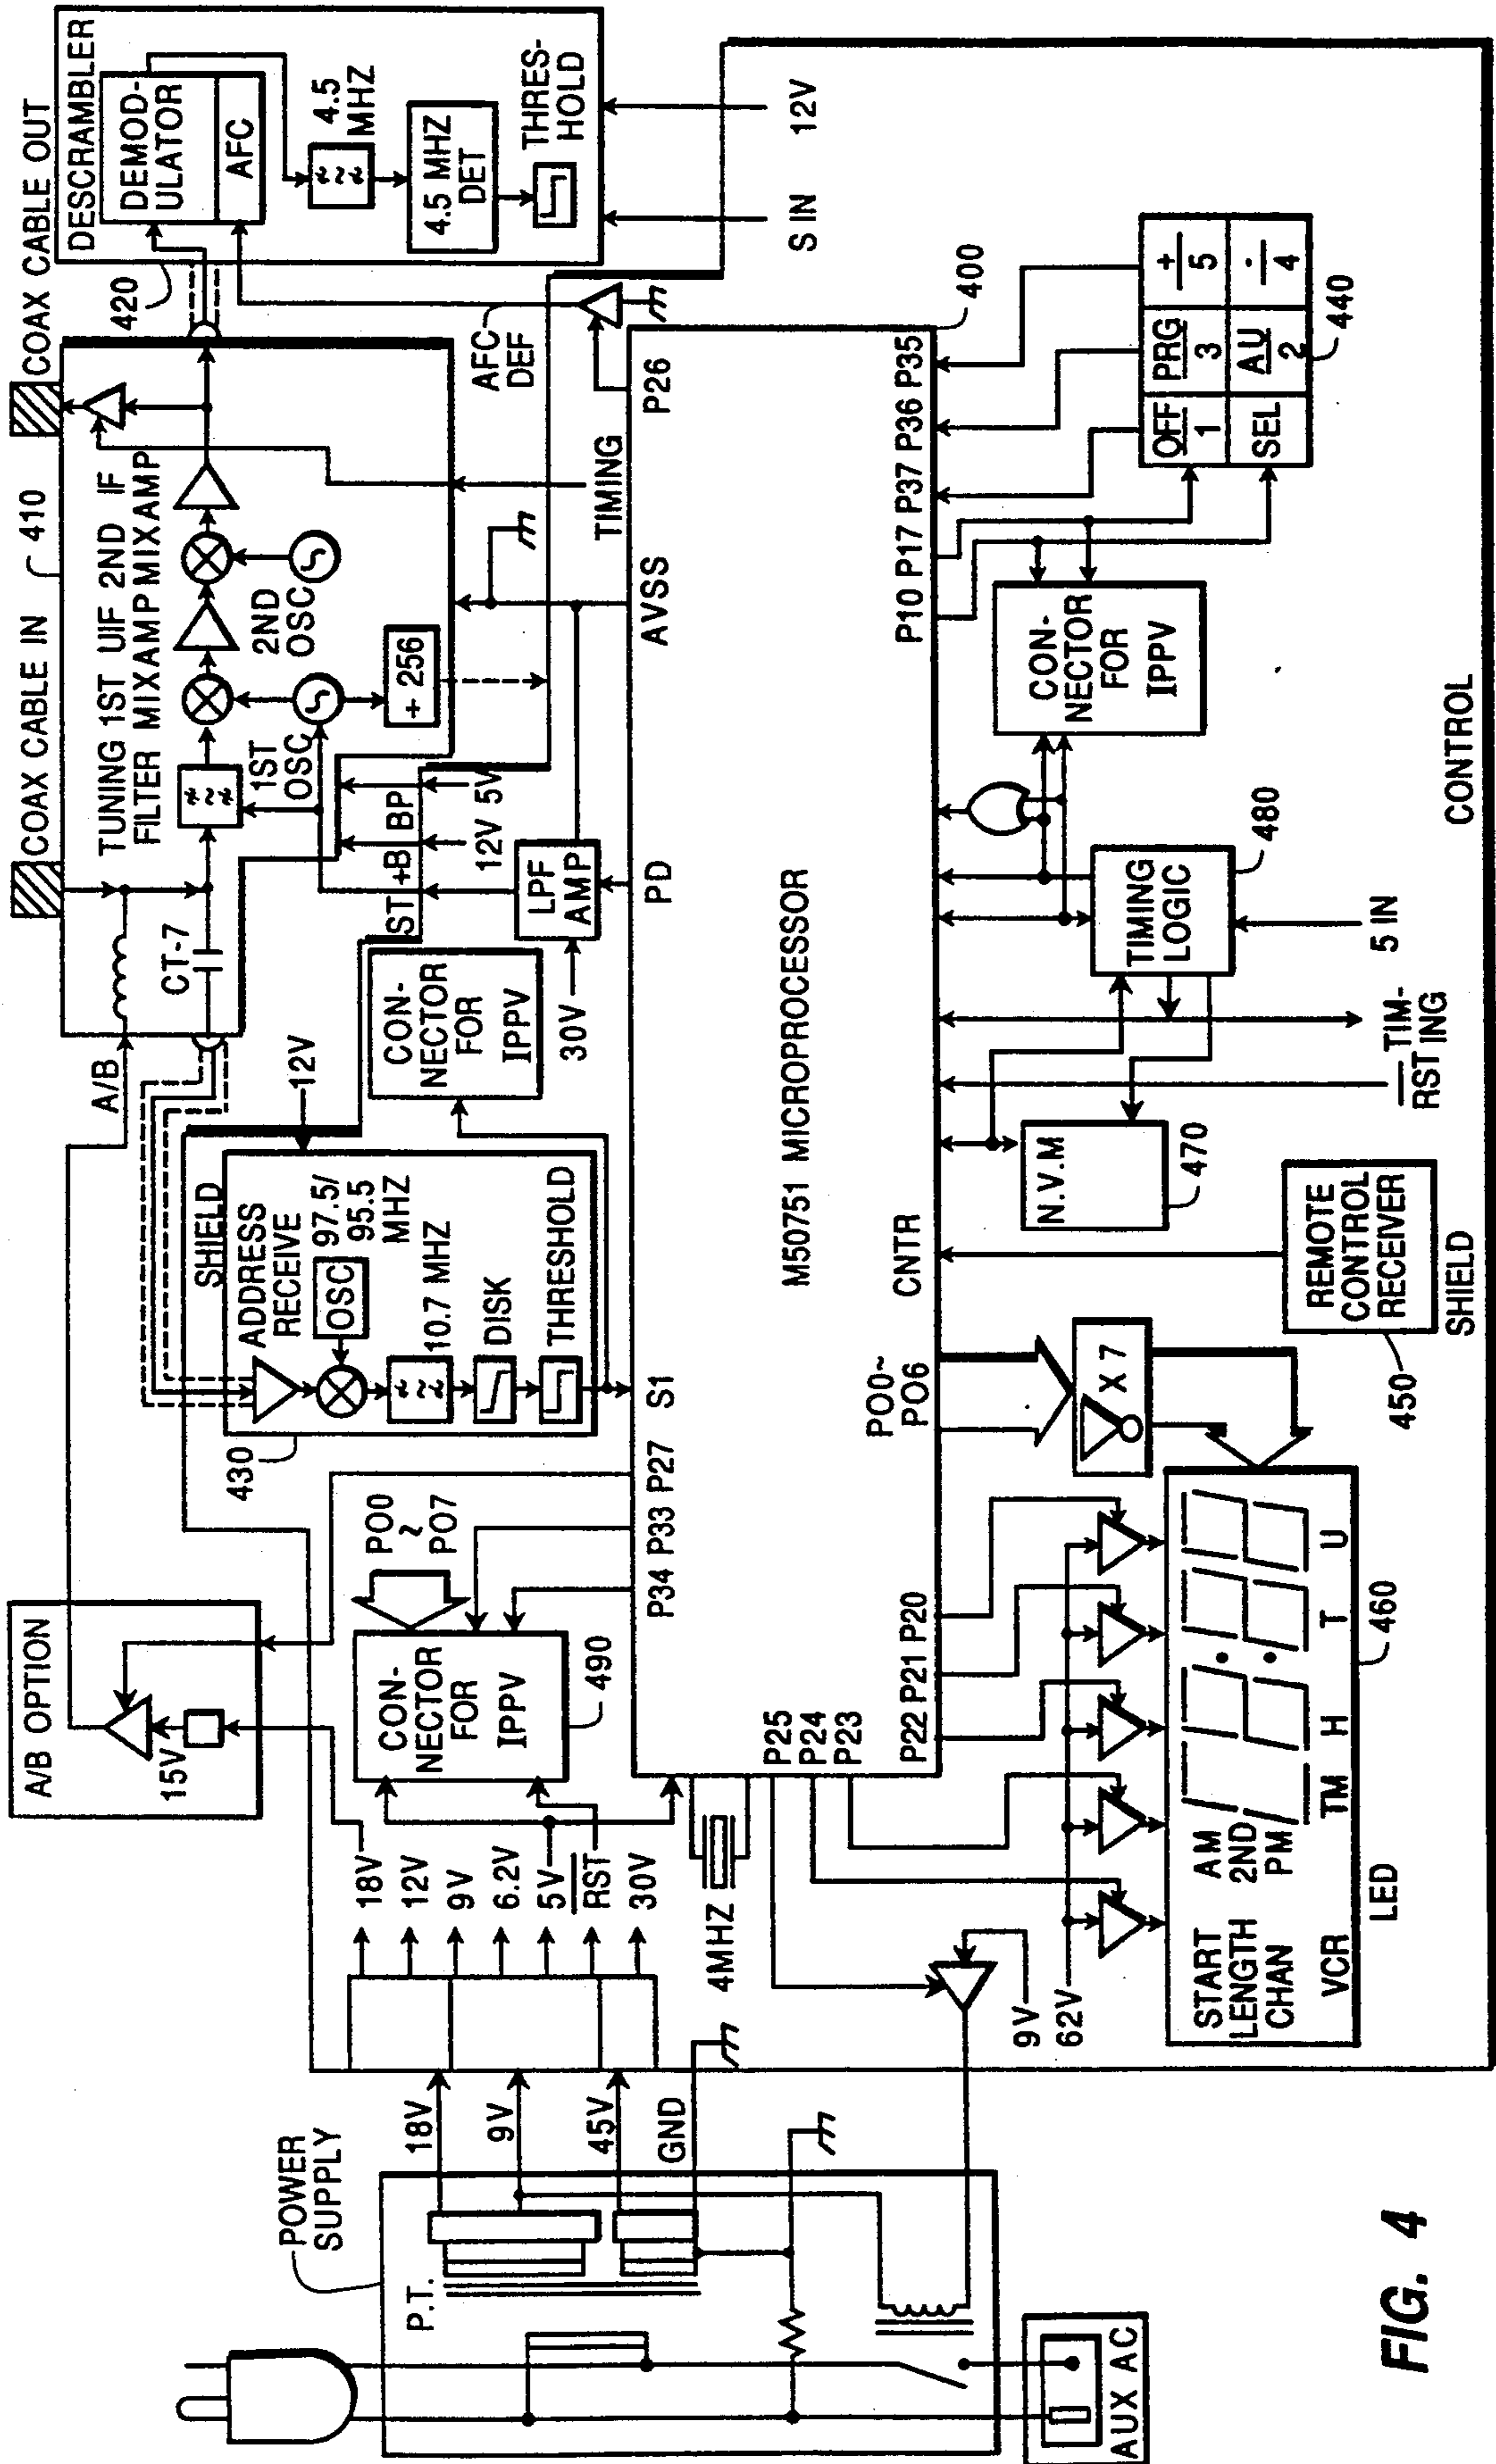 POWER
SUPPLY
P.T.
18V
9V
45V
GND
AUX AC
A/B OPTION
15V
18V
12V
9V
6.2V
5V
RST
30V
4MHZ
CON-
NECTOR
FOR
IPPV
490
PO0
~
PO7
P34 P33 P27 S1
A/B
CT-7
12V
SHIELD
ADDRESS
RECEIVE
OSC
97.5/
95.5
MHZ
10.7 MHZ
DISK
THRESHOLD
430
CON-
NECTOR
FOR
IPPV
COAX CABLE IN
410
COAX CABLE OUT
TUNING 1ST UIF 2ND IF
FILTER MIX AMP MIX AMP
1ST
OSC
2ND
OSC
+ 256
ST +B BP
12V 5V
30V
LPF
AMP
PD
AVSS
TIMING
P26
AFC
DEF
420
DESCRAMBLER
DEMOD-
ULATOR
AFC
4.5
MHZ
4.5 MHZ
DET
THRES-
HOLD
S IN
12V
M50751 MICROPROCESSOR
400
P25
P24
P23
P22 P21 P20
PO0~
PO6
CNTR
P10 P17 P37 P36 P35
9V
62V
X 7
START
LENGTH
CHAN
VCR
AM
2ND
PM
TM
H
T
U
LED
460
REMOTE
CONTROL
RECEIVER
450
SHIELD
N.V.M
470
RST
TIM-
ING
TIMING
LOGIC
480
5 IN
CON-
NECTOR
FOR
IPPV
OFF
1
PRG
3
+
5
SEL
AU
2
-
4
440
CONTROL
FIG. 4